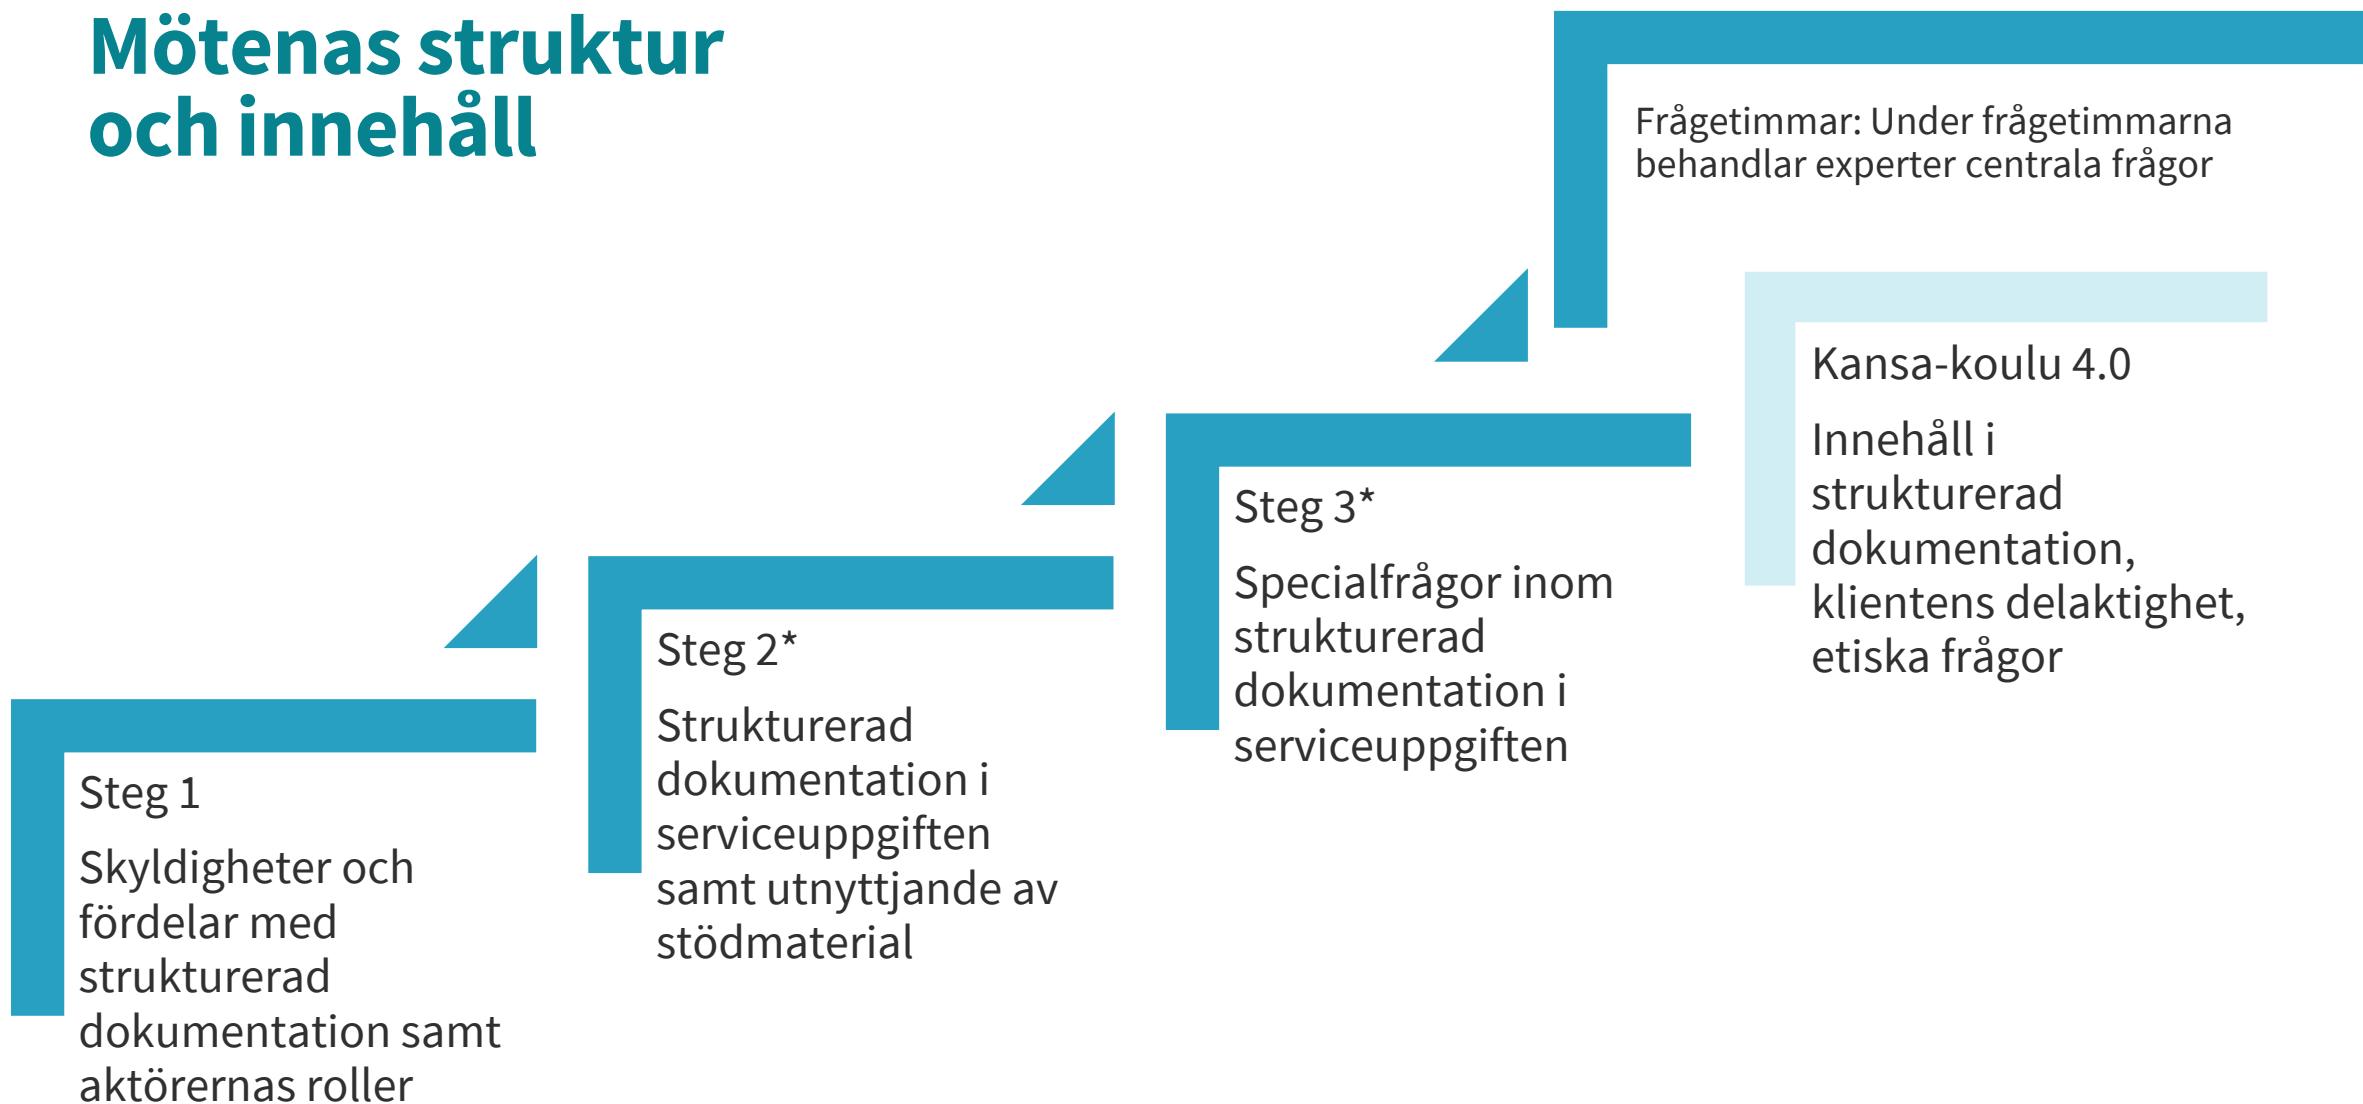 Mötenas struktur
och innehåll
Steg 1
Skyldigheter och
fördelar med
strukturerad
dokumentation samt
aktörernas roller
Steg 2*
Strukturerad
dokumentation i
serviceuppgiften
samt utnyttjande av
stödmaterial
Steg 3*
Specialfrågor inom
strukturerad
dokumentation i
serviceuppgiften
Frågetimmar: Under frågetimmarna
behandlar experter centrala frågor
Kansa-koulu 4.0
Innehåll i
strukturerad
dokumentation,
klientens delaktighet,
etiska frågor